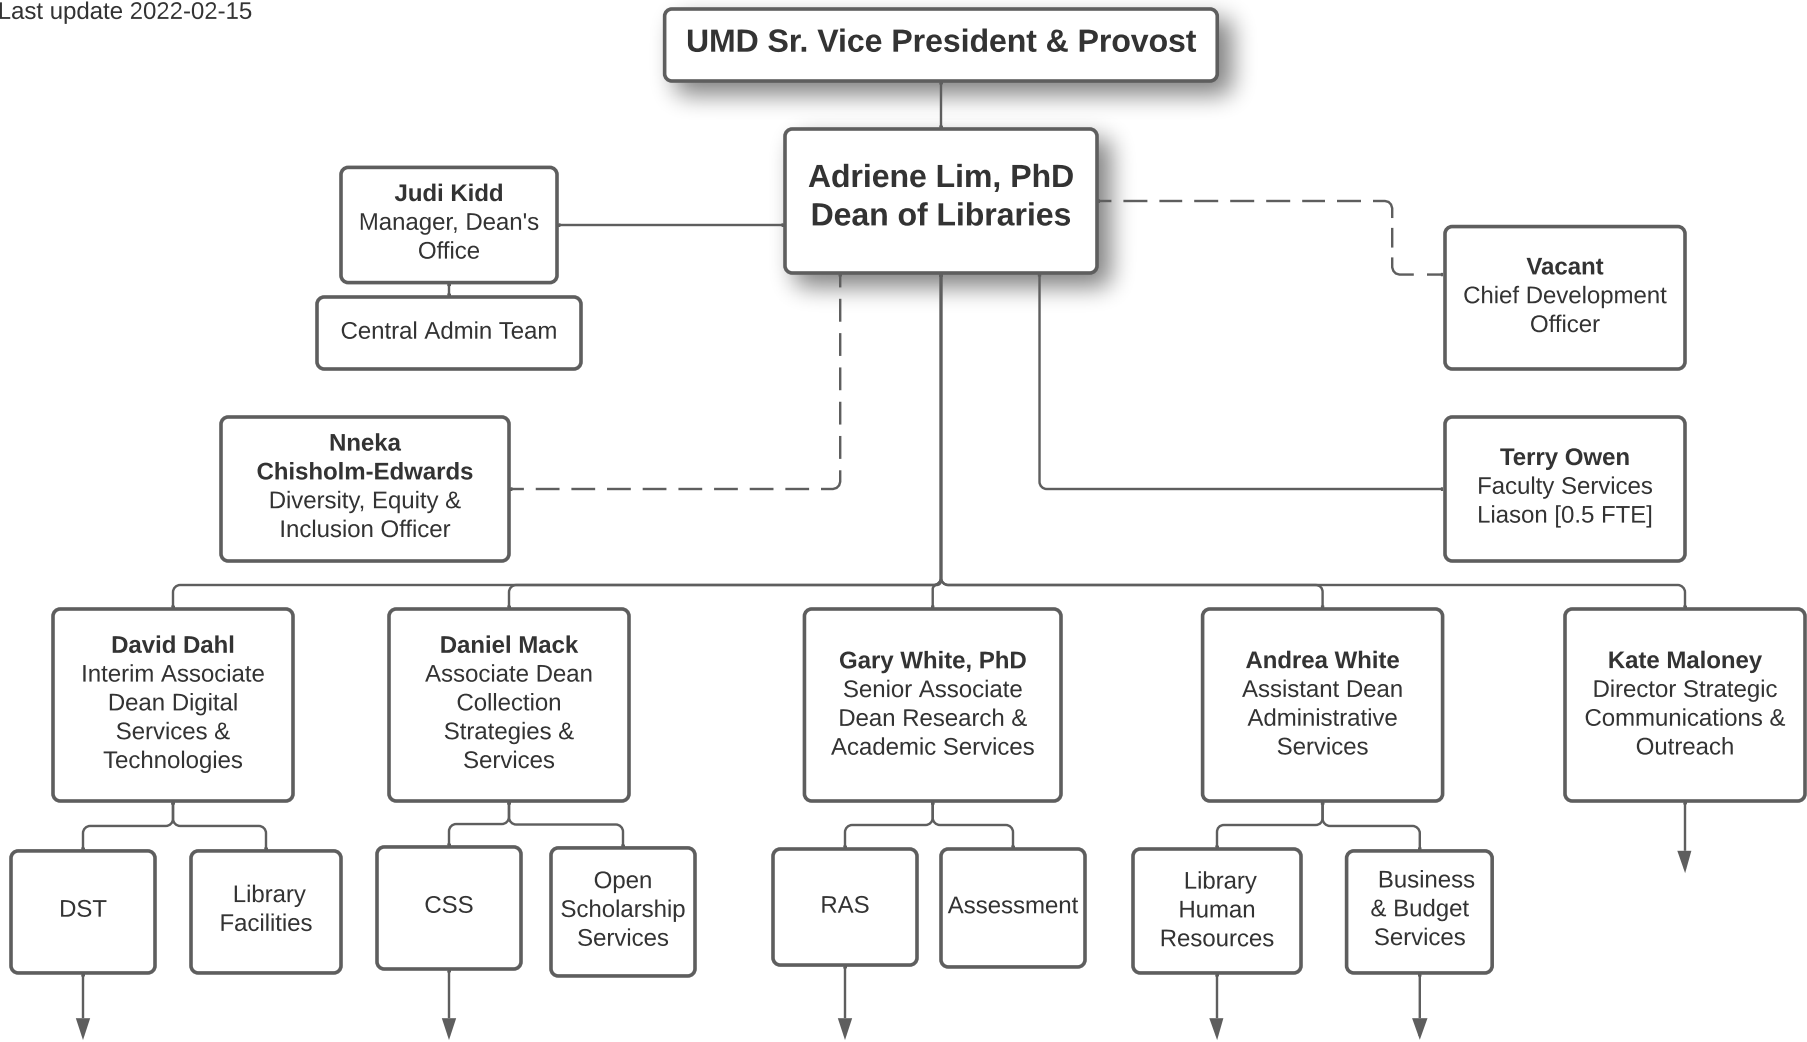 Last update 2022-02-15
UMD Sr. Vice President & Provost
Adriene Lim, PhD
Dean of Libraries
Judi Kidd
Manager, Dean's
Office
Central Admin Team
Vacant
Chief Development
Officer
Nneka
Chisholm-Edwards
Diversity, Equity &
Inclusion Officer
Terry Owen
Faculty Services
Liason [0.5 FTE]
David Dahl
Interim Associate
Dean Digital
Services &
Technologies
Daniel Mack
Associate Dean
Collection
Strategies &
Services
Gary White, PhD
Senior Associate
Dean Research &
Academic Services
Andrea White
Assistant Dean
Administrative
Services
Kate Maloney
Director Strategic
Communications &
Outreach
DST
Library
Facilities
CSS
Open
Scholarship
Services
RAS
Assessment
Library
Human
Resources
Business
& Budget
Services